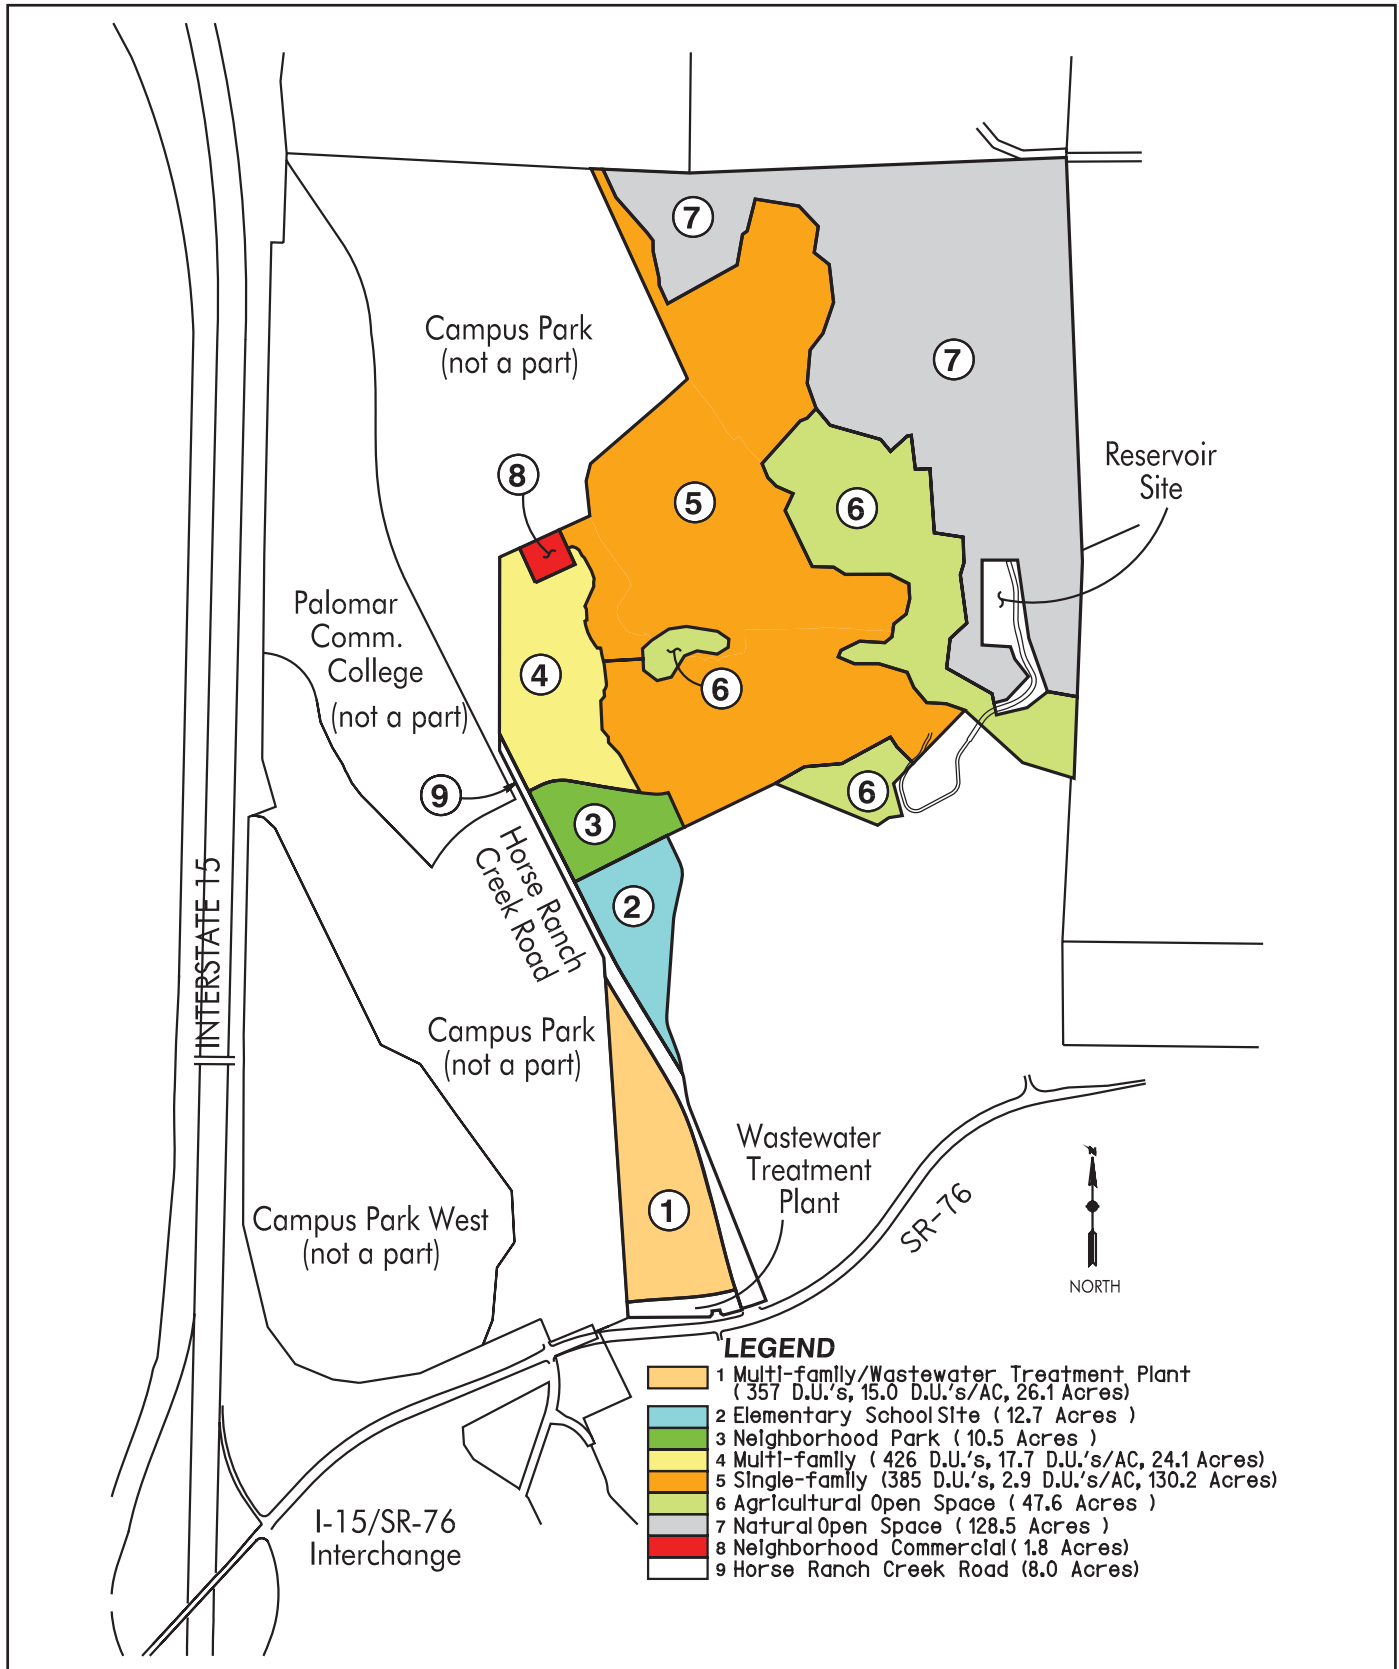 7
Campus Park
(not a part)
7
Reservoir
Site
8
5
6
Palomar
Comm.
College
(not a part)
4
6
9
6
3
Horse Ranch
Creek Road
2
INTERSTATE 15
Campus Park
(not a part)
Wastewater
Treatment
Plant
1
SR-76
Campus Park West
(not a part)
N
NORTH
LEGEND
1 Multi-family/Wastewater Treatment Plant
( 357 D.U.'s, 15.0 D.U.'s/AC, 26.1 Acres)
2 Elementary School Site ( 12.7 Acres )
3 Neighborhood Park ( 10.5 Acres )
4 Multi-family ( 426 D.U.'s, 17.7 D.U.'s/AC, 24.1 Acres)
5 Single-family (385 D.U.'s, 2.9 D.U.'s/AC, 130.2 Acres)
6 Agricultural Open Space ( 47.6 Acres )
7 Natural Open Space ( 128.5 Acres )
8 Neighborhood Commercial ( 1.8 Acres)
9 Horse Ranch Creek Road (8.0 Acres)
I-15/SR-76
Interchange